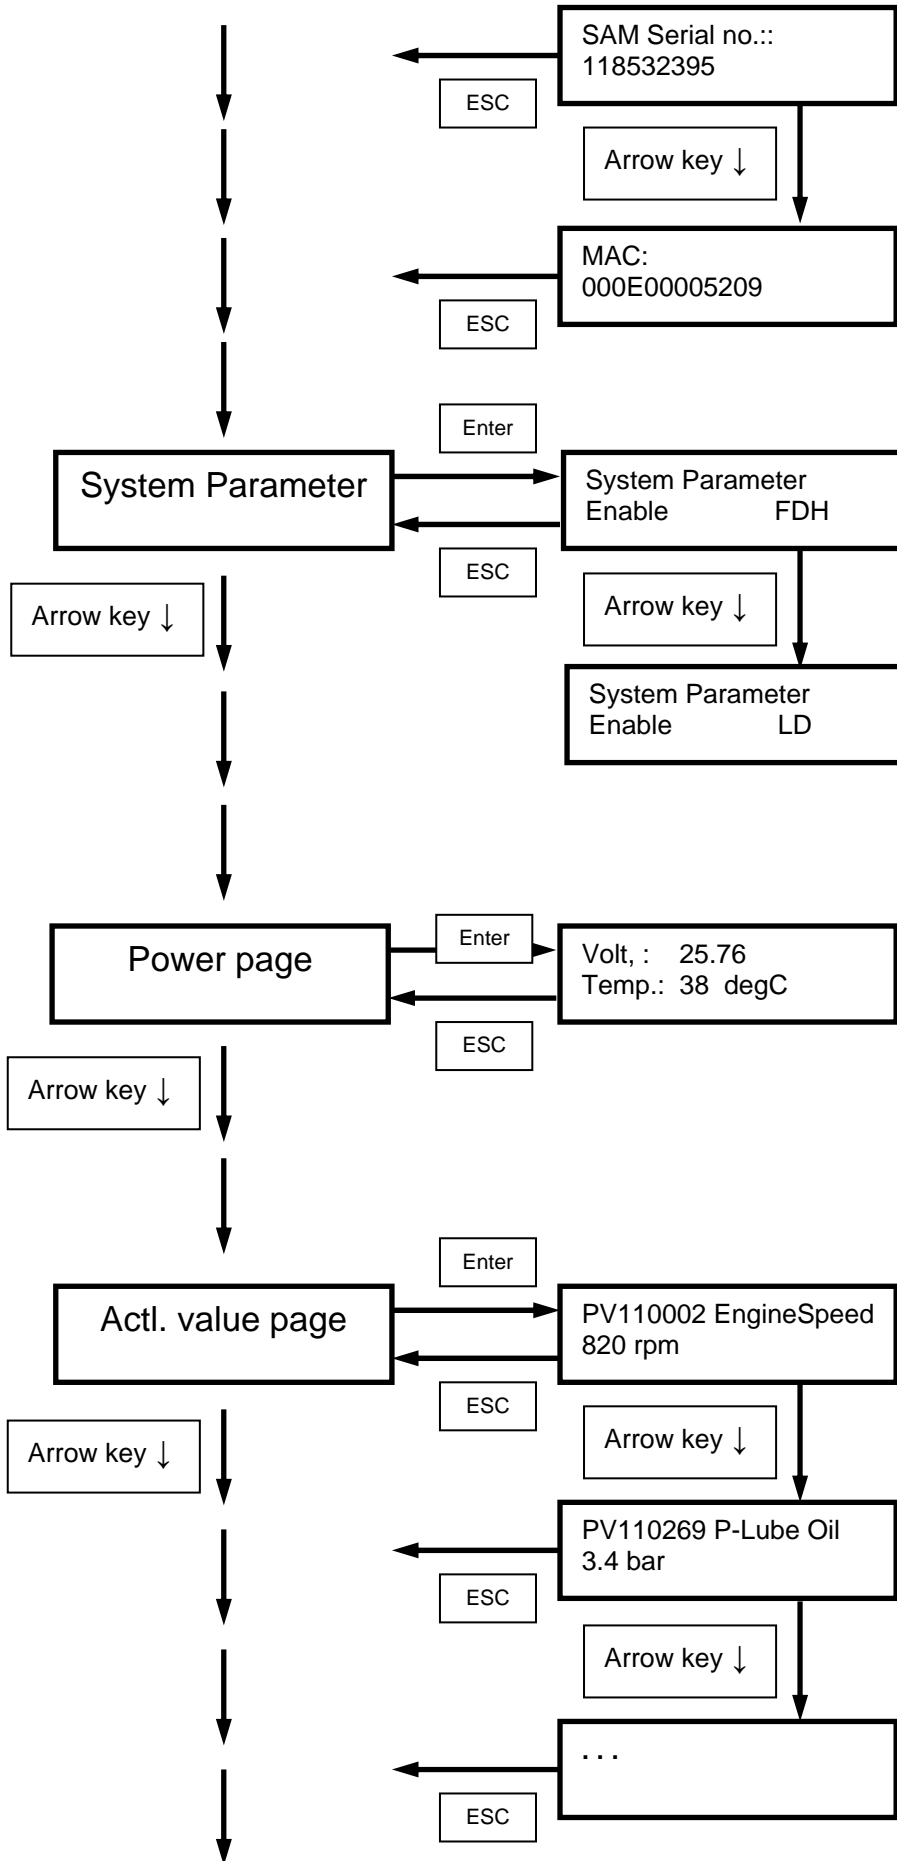 SAM Serial no.::
118532395
ESC
Arrow key ↓
MAC:
000E00005209
ESC
Enter
System Parameter
System Parameter
Enable FDH
ESC
Arrow key ↓
Arrow key ↓
System Parameter
Enable LD
Power page
Enter
Volt, : 25.76
Temp.: 38 degC
ESC
Arrow key ↓
Enter
Actl. value page
PV110002 EngineSpeed
820 rpm
ESC
Arrow key ↓
Arrow key ↓
PV110269 P-Lube Oil
3.4 bar
ESC
Arrow key ↓
. . .
ESC